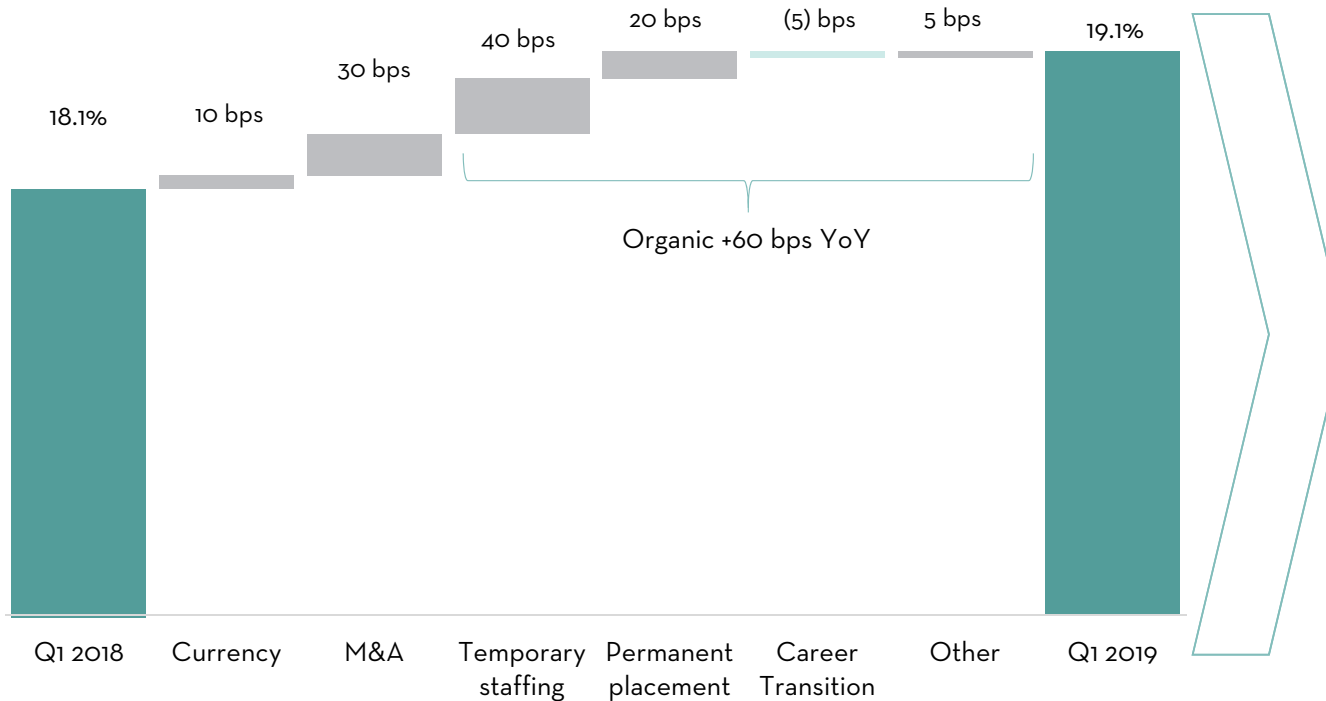 18.1%
10 bps
30 bps
40 bps
20 bps
(5) bps
5 bps
19.1%
Organic +60 bps YoY
Q1 2018
Currency
M&A
Temporary
staffing
Permanent
placement
Career
Transition
Other
Q1 2019